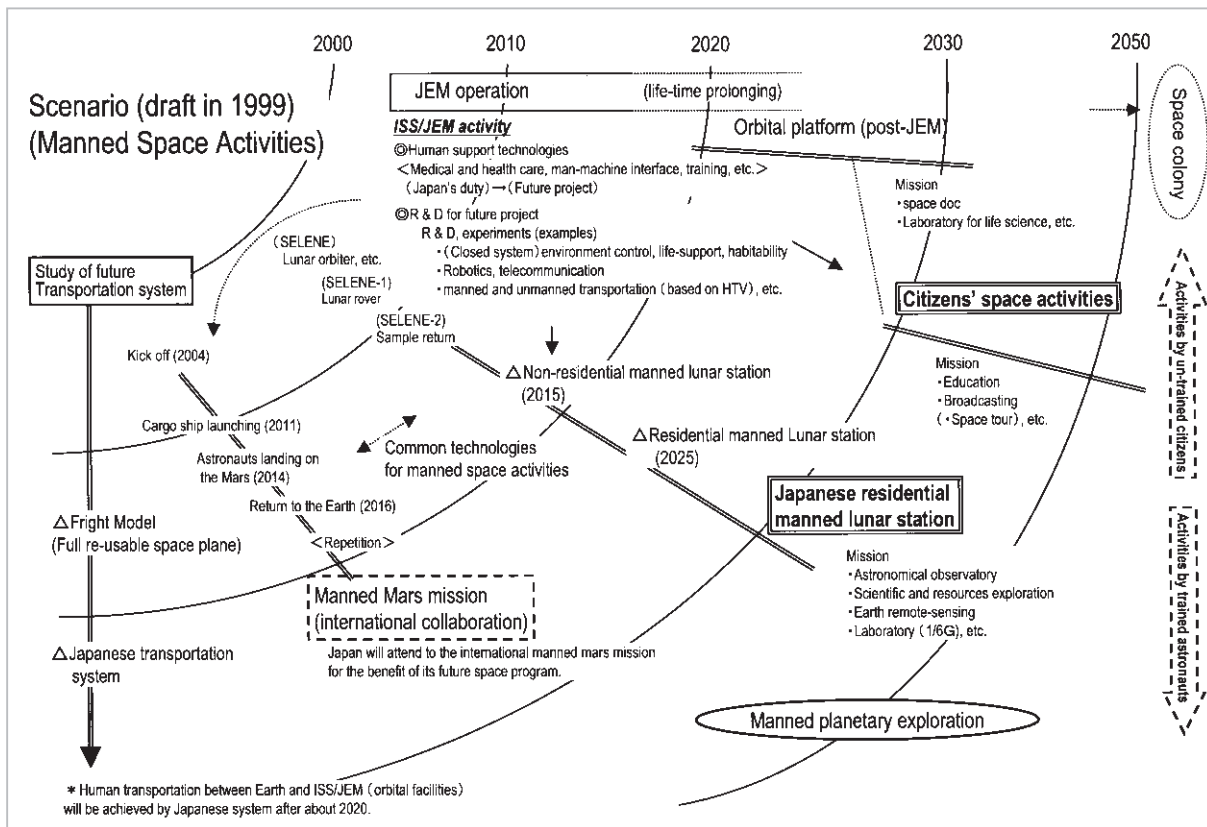 2000
2010
2020
2030
2050
Scenario (draft in 1999)
(Manned Space Activities)
JEM operation
(life-time prolonging)
ISS/JEM activity
◎Human support technologies
＜Medical and health care, man-machine interface, training, etc.＞
(Japan's duty)→(Future project)
◎R & D for future project
R & D, experiments (examples)
・(Closed system) environment control, life-support, habitability
・Robotics, telecommunication
・manned and unmanned transportation (based on HTV), etc.
Orbital platform (post-JEM)
Space colony
Mission
・space doc
・Laboratory for life science, etc.
(SELENE)
Lunar orbiter, etc.
(SELENE-1)
Lunar rover
(SELENE-2)
Sample return
Study of future
Transportation system
Citizens' space activities
Activities by un-trained citizens
Kick off (2004)
Cargo ship launching (2011)
Astronauts landing on
the Mars (2014)
Return to the Earth (2016)
＜Repetition＞
△Non-residential manned lunar station
(2015)
Mission
・Education
・Broadcasting
(・Space tour), etc.
Common technologies
for manned space activities
△Residential manned Lunar station
(2025)
Japanese residential
manned lunar station
△Fright Model
(Full re-usable space plane)
Manned Mars mission
(international collaboration)
Japan will attend to the international manned mars mission
for the benefit of its future space program.
Mission
・Astronomical observatory
・Scientific and resources exploration
・Earth remote-sensing
・Laboratory (1/6G), etc.
Activities by trained astronauts
△Japanese transportation
system
Manned planetary exploration
＊Human transportation between Earth and ISS/JEM (orbital facilities)
will be achieved by Japanese system after about 2020.